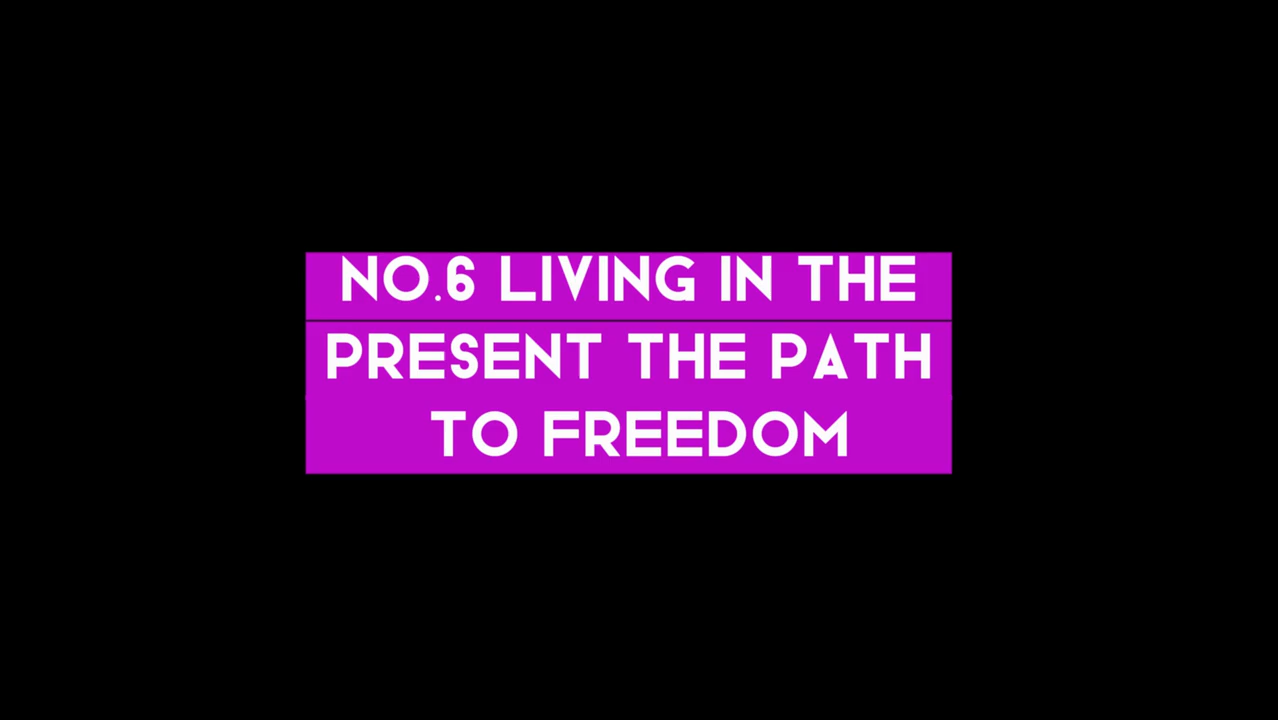 NO.6 LIVING IN THE
PRESENT THE PATH
TO FREEDOM